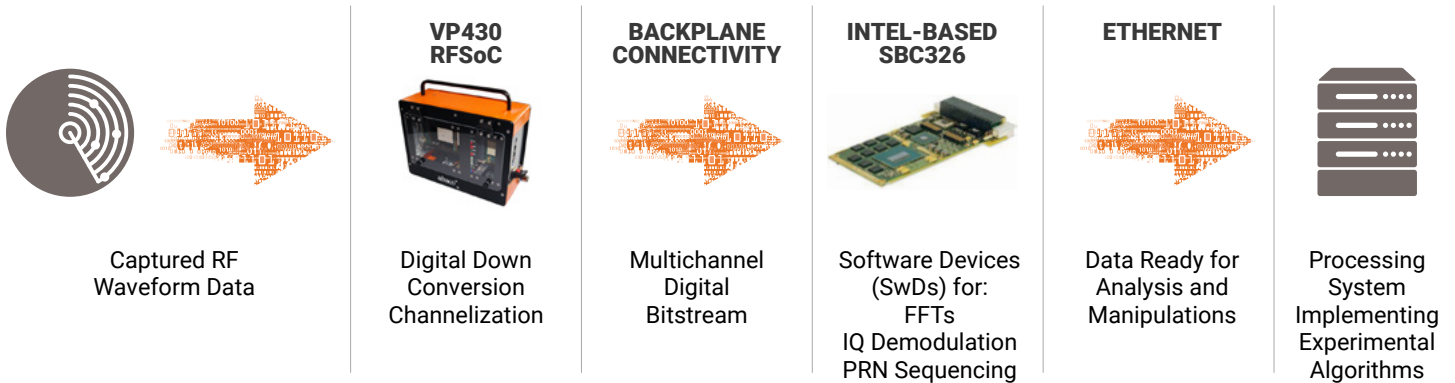 VP430
RFSoC
BACKPLANE
CONNECTIVITY
INTEL-BASED
SBC326
ETHERNET
Captured RF
Waveform Data
Digital Down
Conversion
Channelization
Multichannel
Digital
Bitstream
Software Devices
(SwDs) for:
FFTs
IQ Demodulation
PRN Sequencing
Data Ready for
Analysis and
Manipulations
Processing
System
Implementing
Experimental
Algorithms